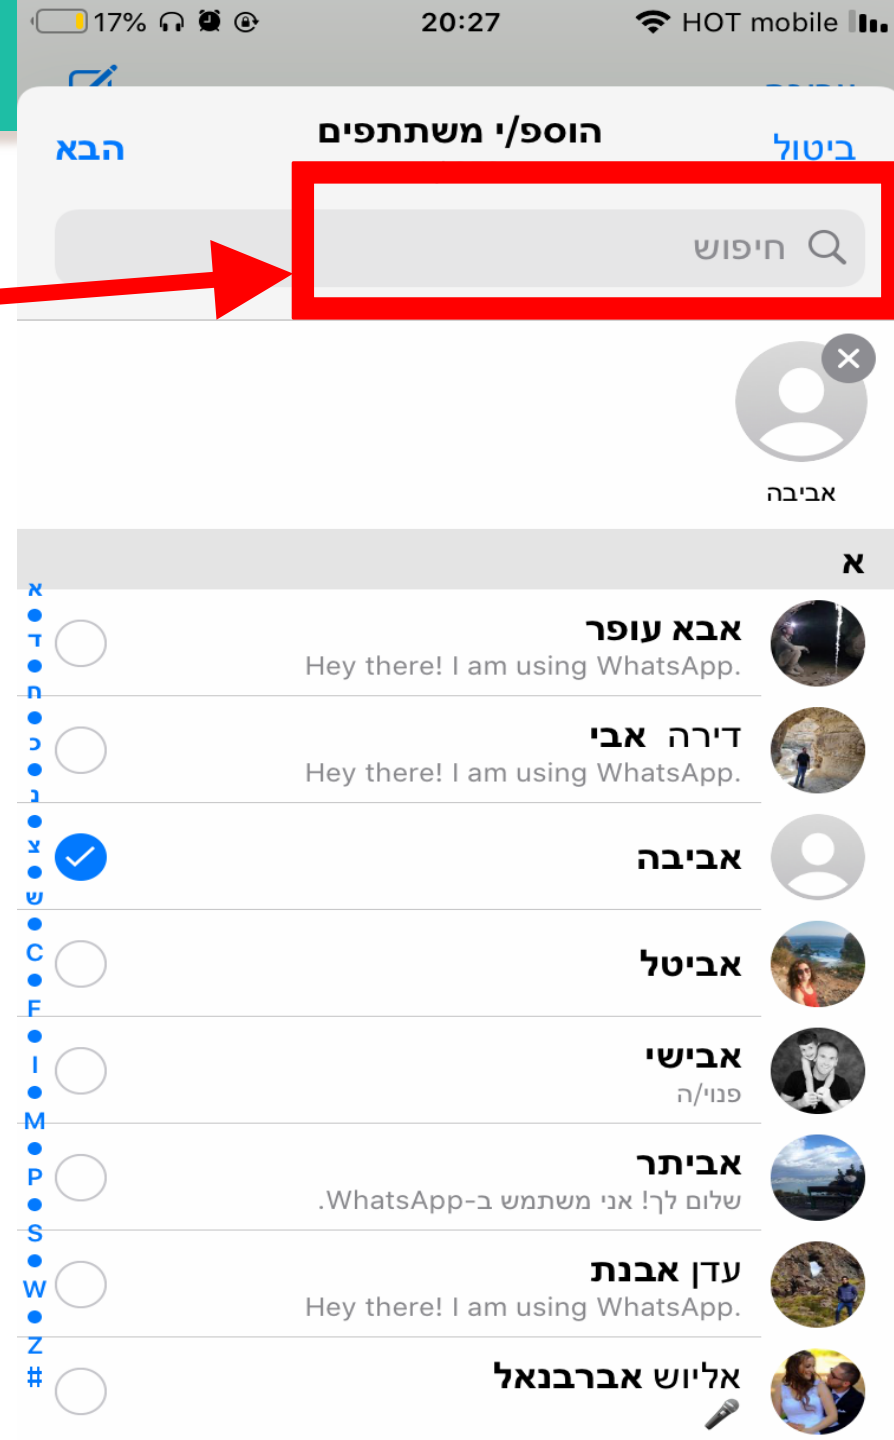 17% 20:27 HOT mobile
ביטול הוספ/י משתתפים הבא
חיפוש
אביבה
א
אבא עופר
Hey there! I am using WhatsApp.
דירה אבי
Hey there! I am using WhatsApp.
אביבה
אביטל
אבישי
פנוי/ה
אביתר
שלום לך! אני משתמש ב-WhatsApp.
עדן אבנת
Hey there! I am using WhatsApp.
אליוש אברבנאל
א
ד
ח
כ
נ
צ
ש
C
F
I
M
P
S
W
Z
#